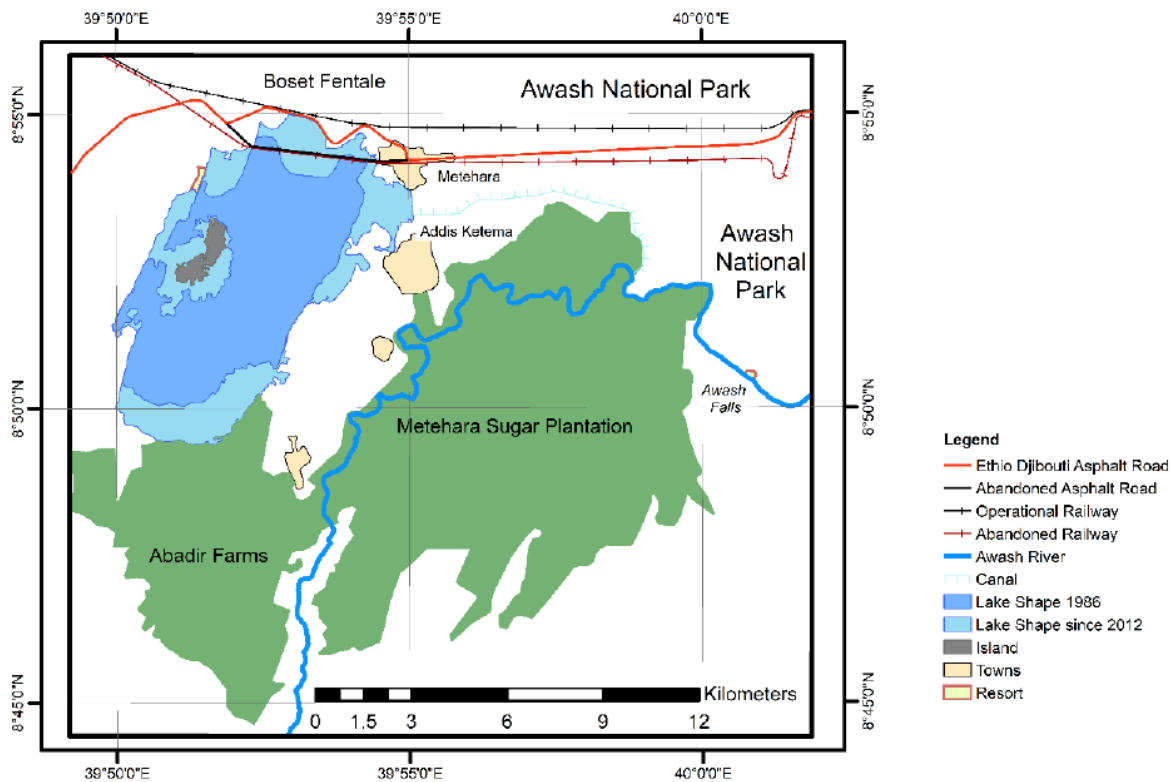 39°50'0"E 39°55'0"E 40°0'0"E
Boset Fentale
Awash National Park
8°55'0"N 8°55'0"N
Metehara
Addis Ketema
Awash
National
Park
Awash
Falls
8°50'0"N 8°50'0"N
Metehara Sugar Plantation
Abadir Farms
8°45'0"N 8°45'0"N
Kilometers
0 1.5 3 6 9 12
39°50'0"E 39°55'0"E 40°0'0"E
Legend
Ethio Djibouti Asphalt Road
Abandoned Asphalt Road
Operational Railway
Abandoned Railway
Awash River
Canal
Lake Shape 1986
Lake Shape since 2012
Island
Towns
Resort